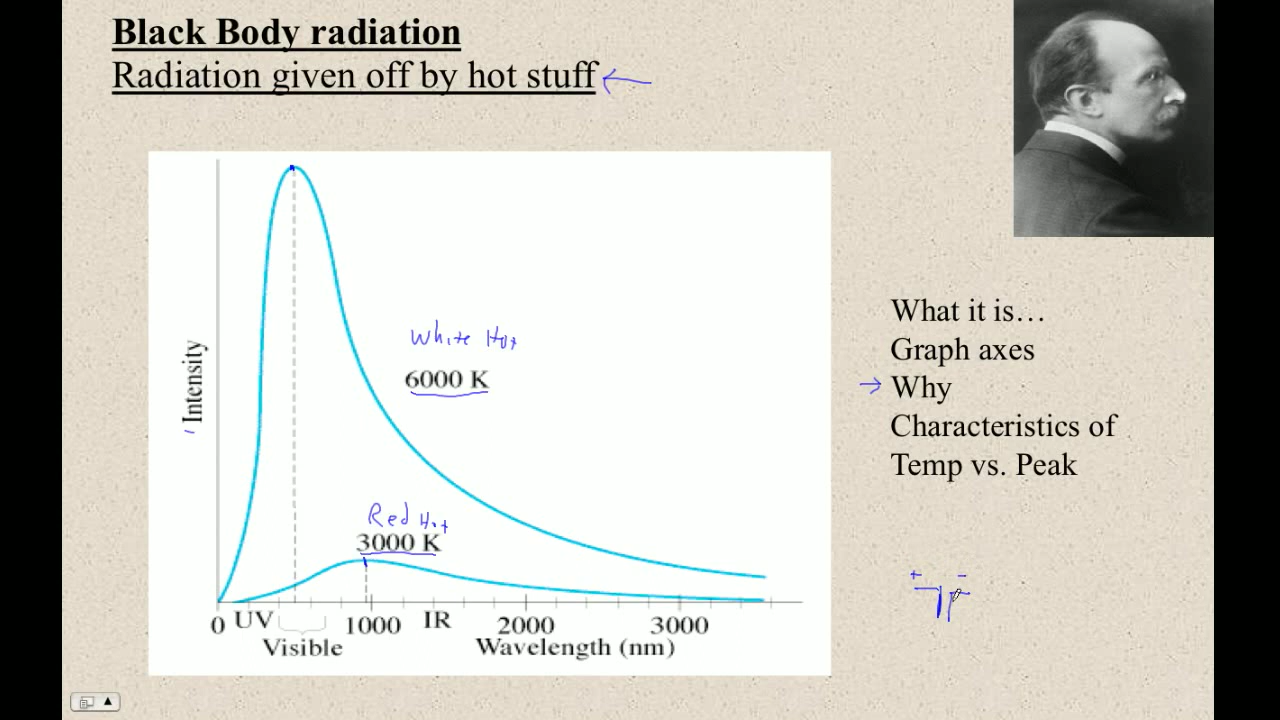 Black Body radiation
Radiation given off by hot stuff
White Hot
6000 K
Intensity
Red Hot
3000 K
0 UV 1000 IR 2000 3000
Visible Wavelength (nm)
What it is…
Graph axes
Why
Characteristics of
Temp vs. Peak
+ -